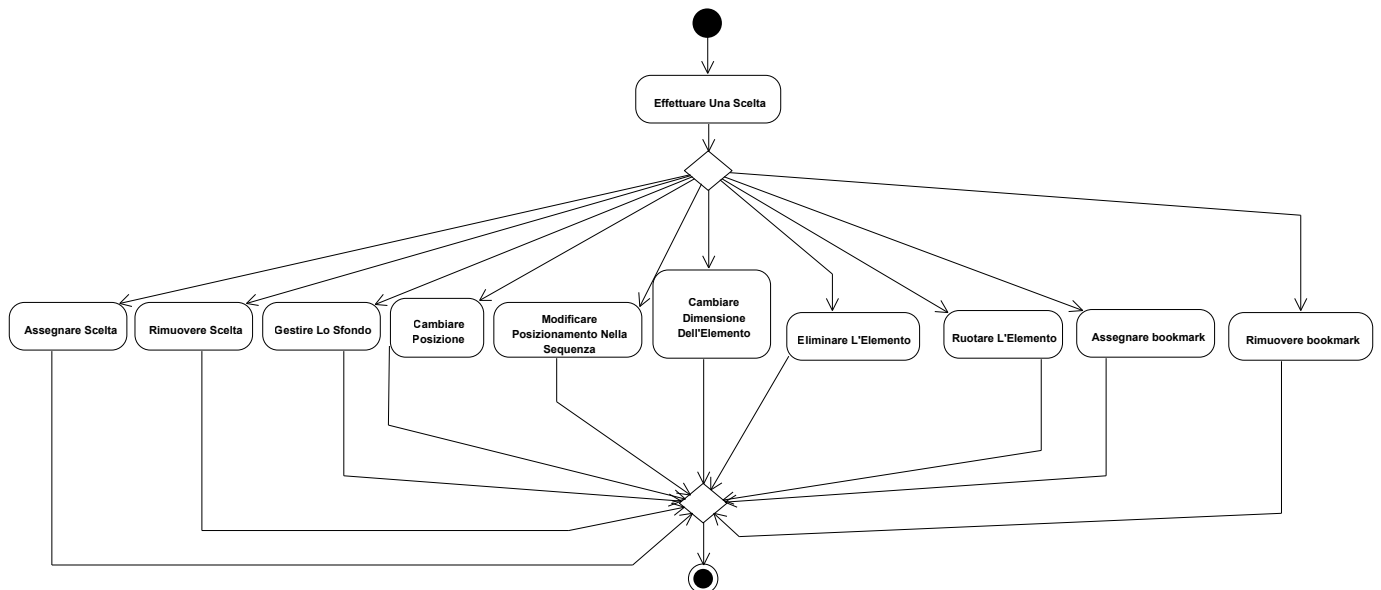 Effettuare Una Scelta
Assegnare Scelta
Rimuovere Scelta
Gestire Lo Sfondo
Cambiare
Posizione
Modificare
Posizionamento Nella
Sequenza
Cambiare
Dimensione
Dell'Elemento
Eliminare L'Elemento
Ruotare L'Elemento
Assegnare bookmark
Rimuovere bookmark